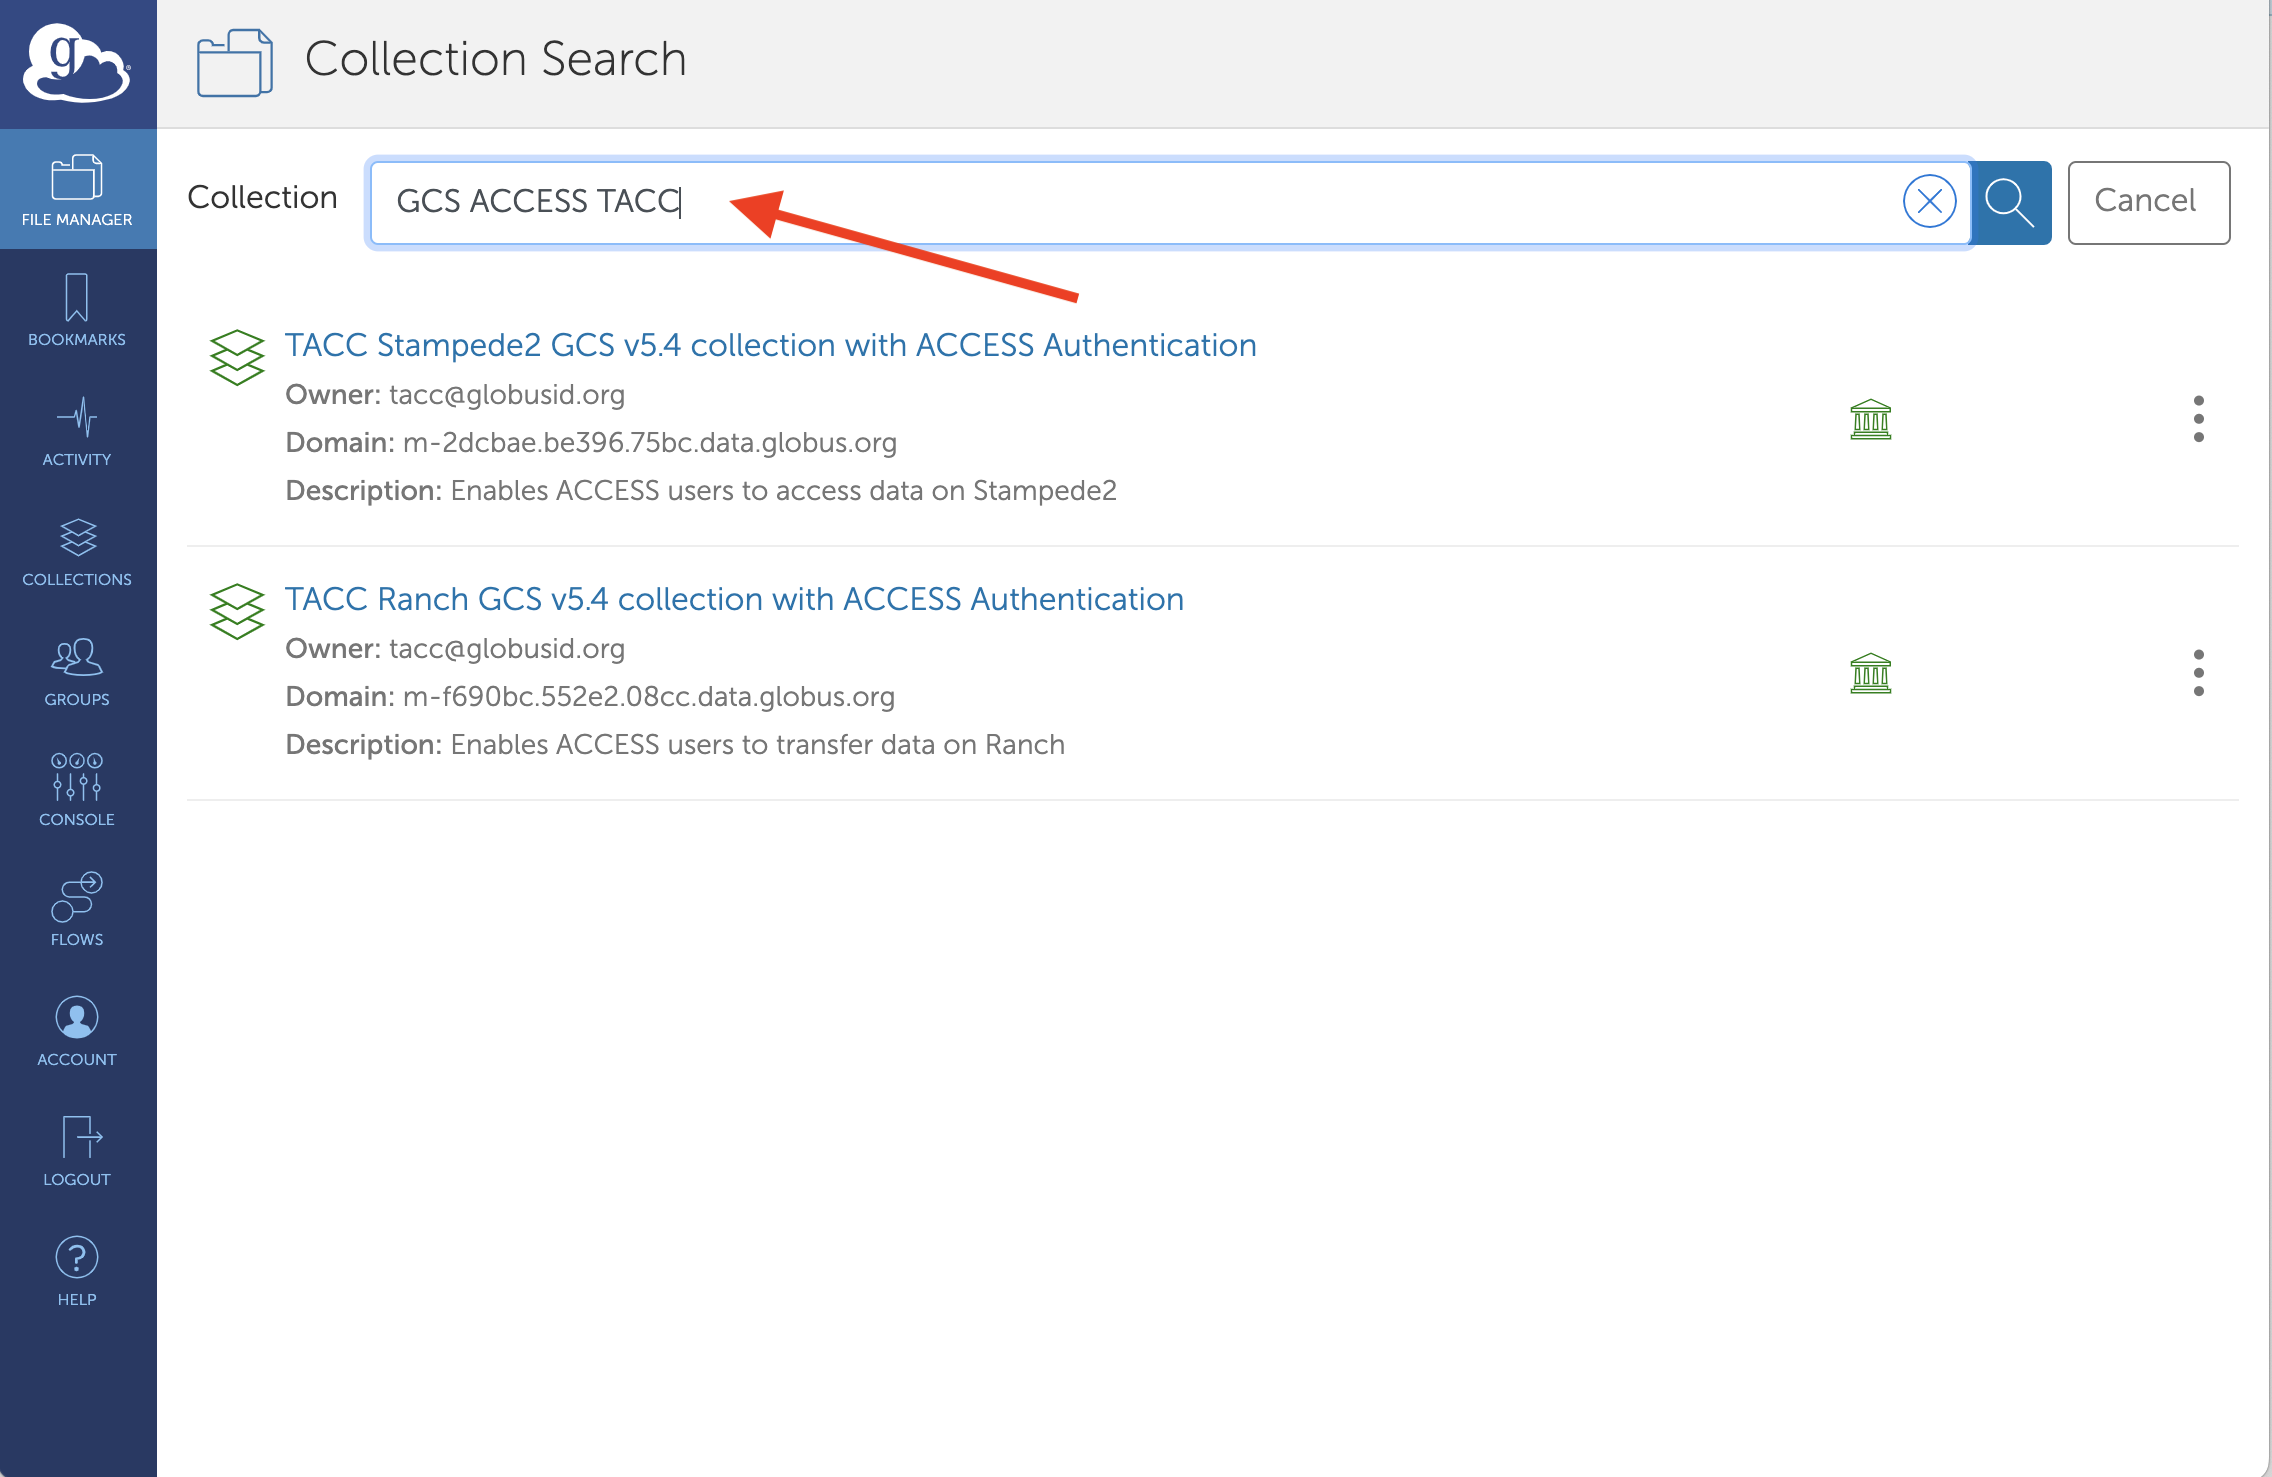 g
Collection Search
Collection
GCS ACCESS TACC
Cancel
FILE MANAGER
BOOKMARKS
ACTIVITY
COLLECTIONS
GROUPS
CONSOLE
FLOWS
ACCOUNT
LOGOUT
?
HELP
TACC Stampede2 GCS v5.4 collection with ACCESS Authentication
Owner: tacc@globusid.org
Domain: m-2dcbae.be396.75bc.data.globus.org
Description: Enables ACCESS users to access data on Stampede2
TACC Ranch GCS v5.4 collection with ACCESS Authentication
Owner: tacc@globusid.org
Domain: m-f690bc.552e2.08cc.data.globus.org
Description: Enables ACCESS users to transfer data on Ranch